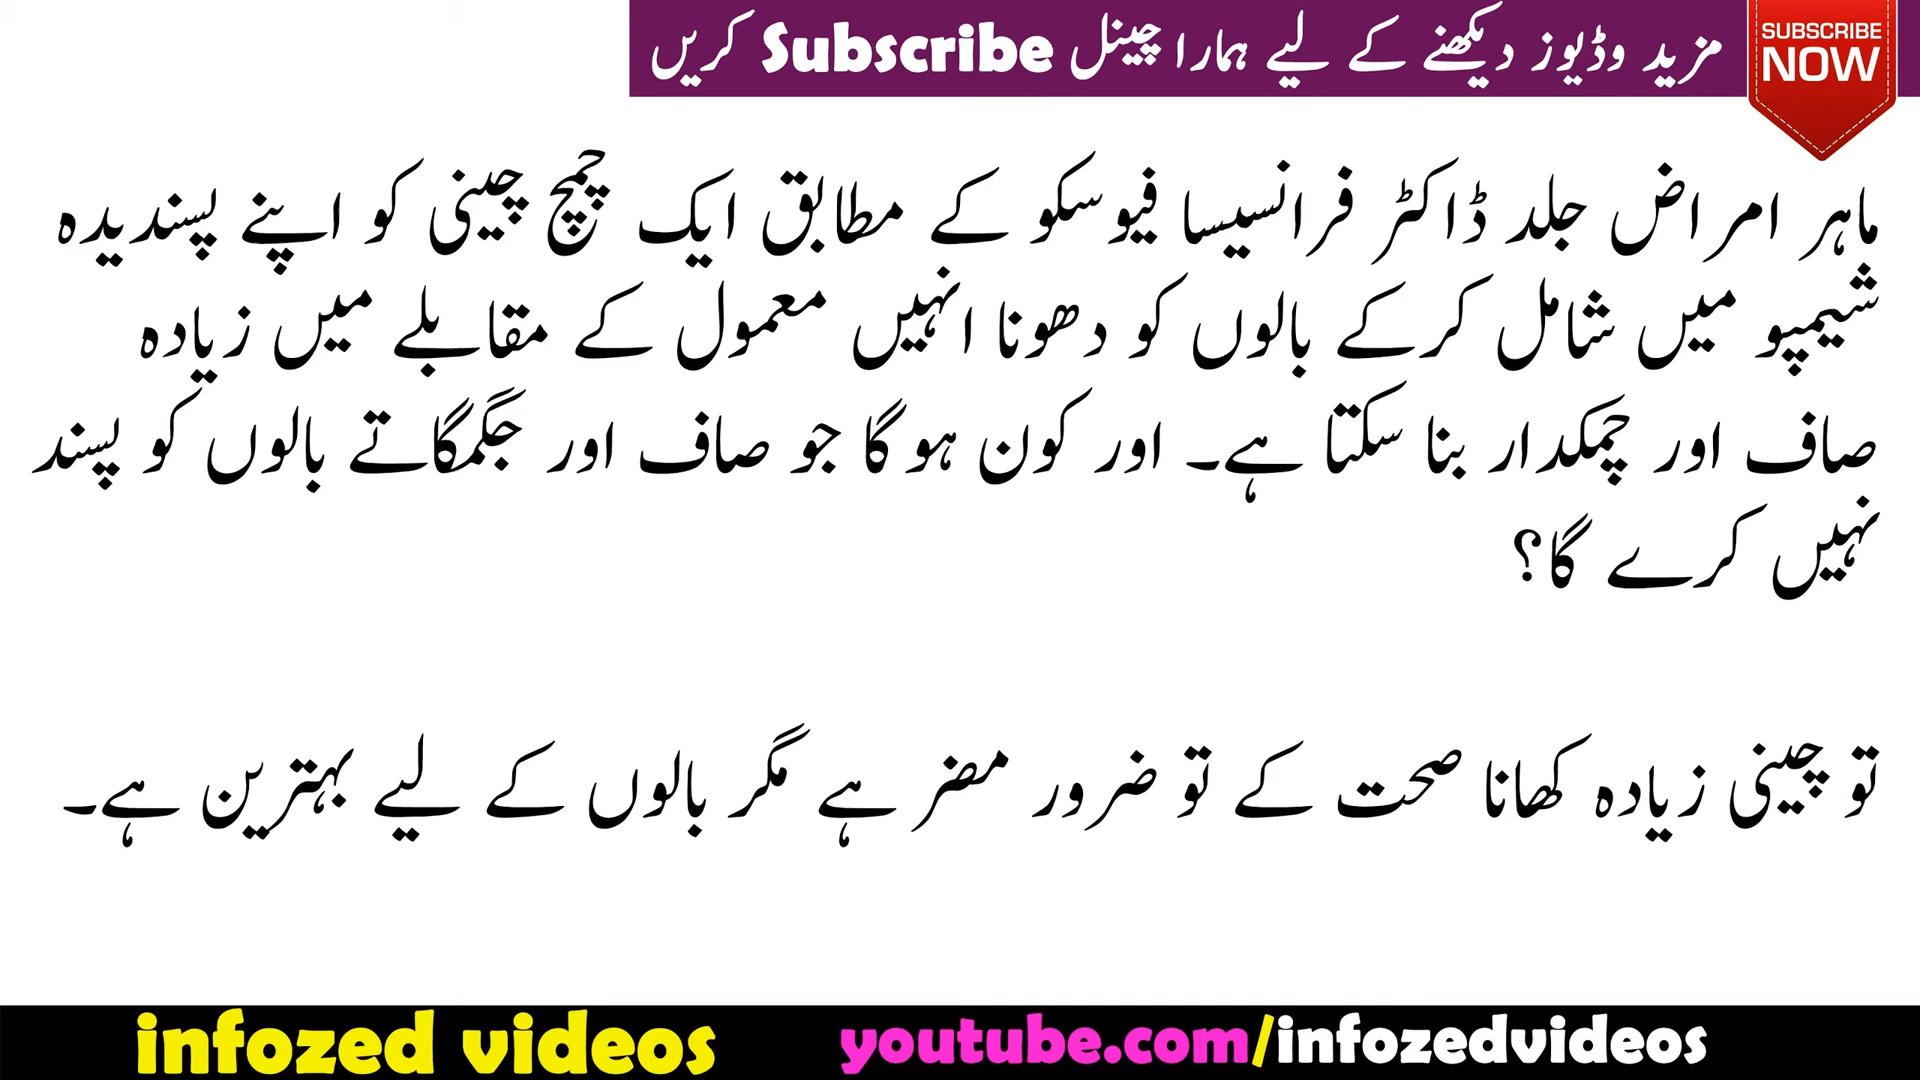 مزید وڈیوز دیکھنے کے لیے ہمارا چینل Subscribe کریں
SUBSCRIBE
NOW
ماہر امراض جلد ڈاکٹر فرانسیسا فیوسکو کے مطابق ایک چمچ چینی کو اپنے پسندیدہ
شیمپو میں شامل کرکے بالوں کو دھونا انہیں معمول کے مقابلے میں زیادہ
صاف اور چمکدار بنا سکتا ہے۔ اور کون ہو گا جو صاف اور جگمگاتے بالوں کو پسند
نہیں کرے گا؟
تو چینی زیادہ کھانا صحت کے تو ضرور مضر ہے مگر بالوں کے لیے بہترین ہے۔
infozed videos
youtube.com/infozedvideos